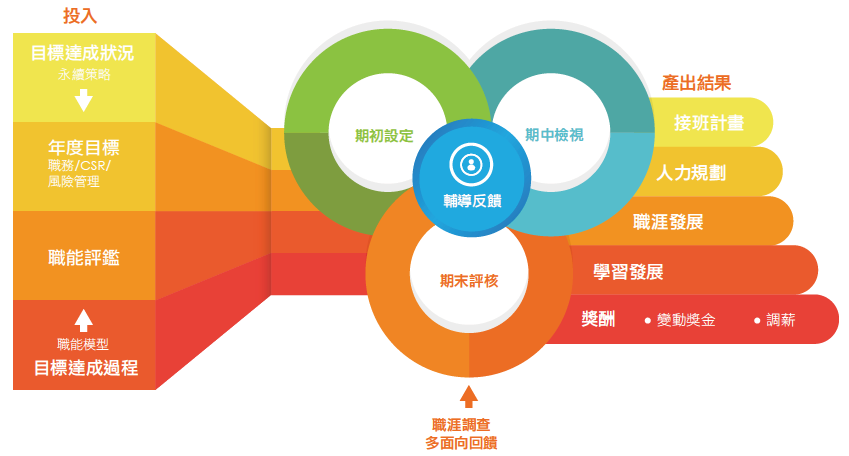 投入
目標達成狀況
永續策略
年度目標
職務/CSR/
風險管理
職能評鑑
職能模型
目標達成過程
期初設定
期中檢視
輔導反饋
期末評核
職涯調查
多面向回饋
產出結果
接班計畫
人力規劃
職涯發展
學習發展
獎酬 • 變動獎金 • 調薪